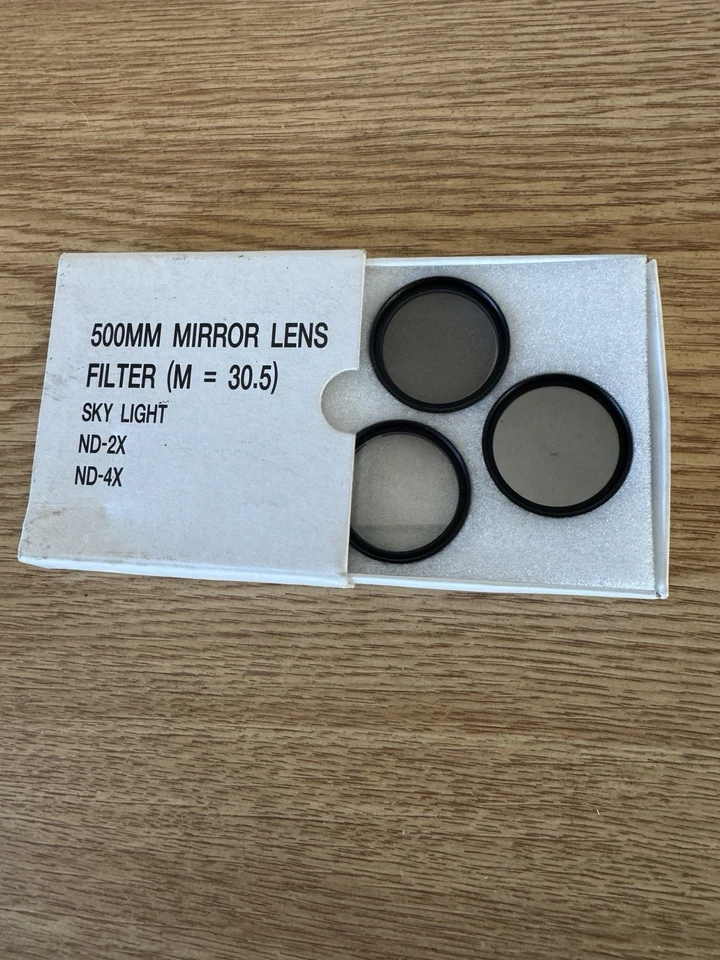 500MM MIRROR LENS
FILTER (M = 30.5)
SKY LIGHT
ND-2X
ND-4X